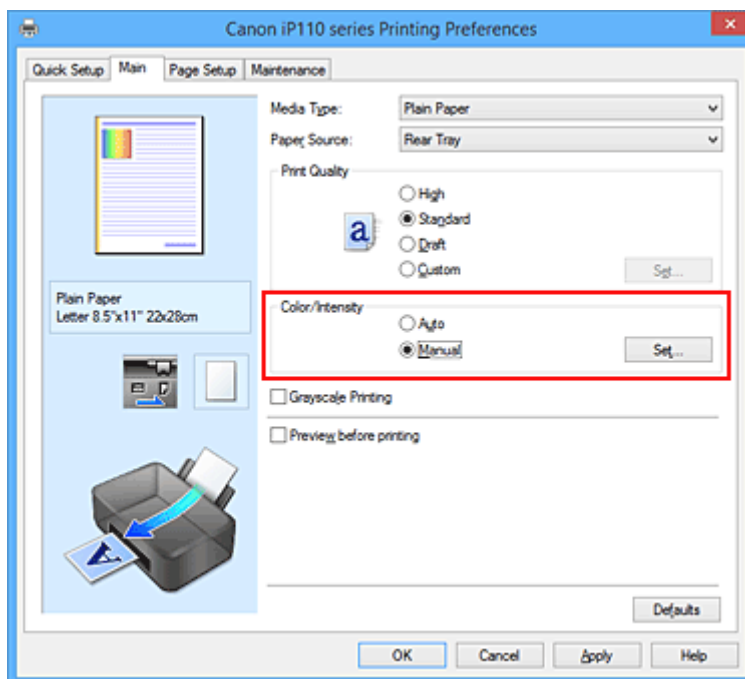 Canon iP110 series Printing Preferences
Quick Setup Main Page Setup Maintenance
Media Type: Plain Paper
Paper Source: Rear Tray
Print Quality
High
a Standard
Draft
Custom Set...
Plain Paper
Letter 8.5"x11" 22x28cm
Color/Intensity
Auto
Manual Set...
Grayscale Printing
Preview before printing
A
Defaults
OK Cancel Apply Help